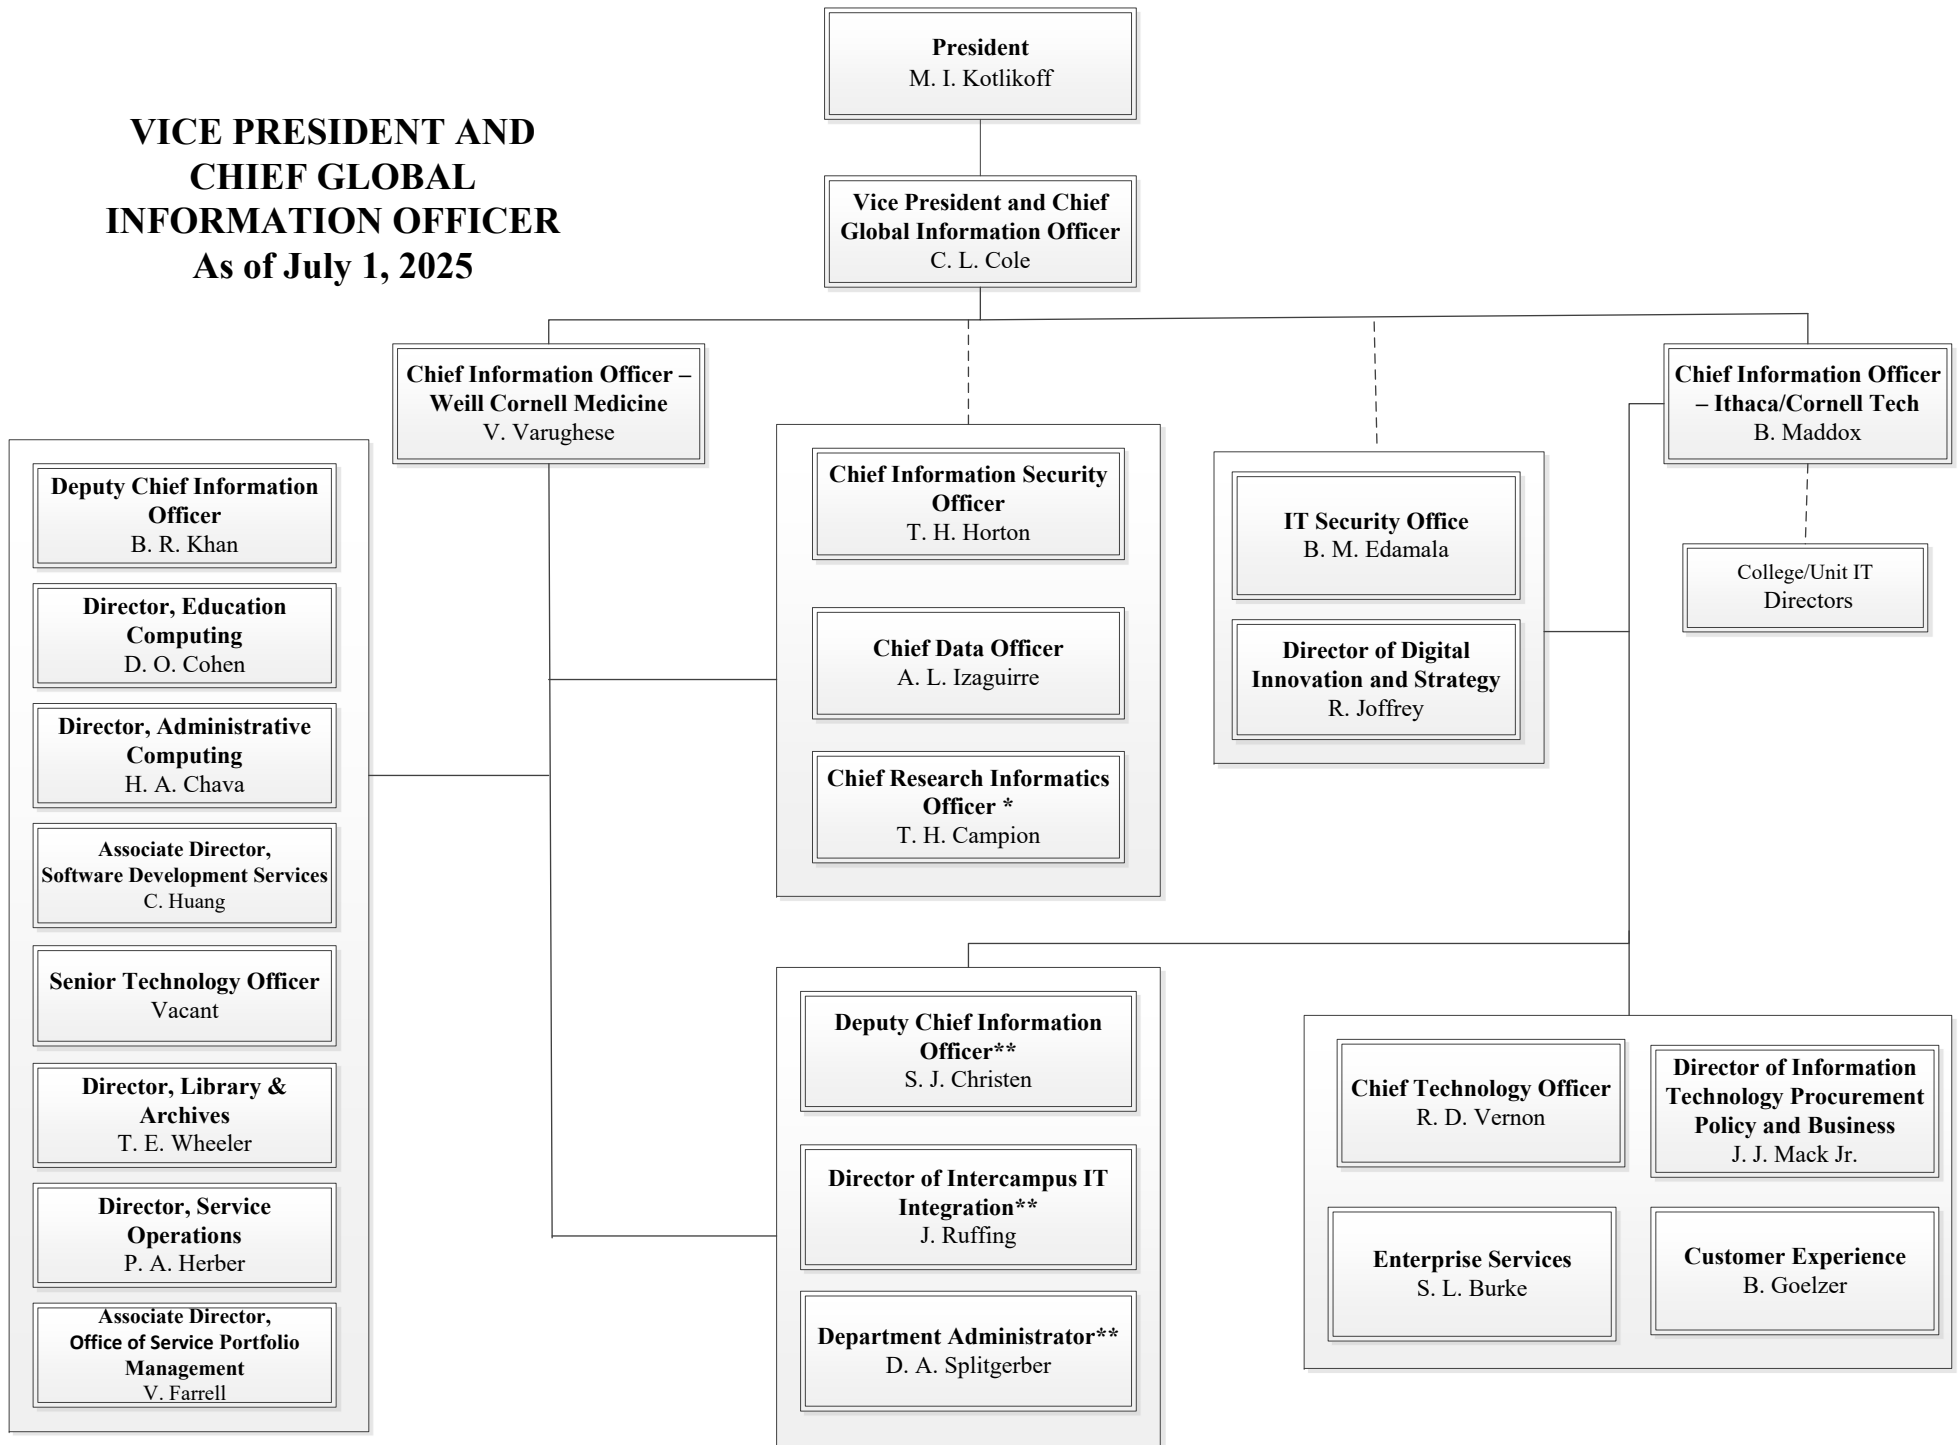 President
M. I. Kotlikoff
VICE PRESIDENT AND
CHIEF GLOBAL
INFORMATION OFFICER
As of July 1, 2025
Vice President and Chief
Global Information Officer
C. L. Cole
Chief Information Officer –
Weill Cornell Medicine
V. Varughese
Chief Information Officer
– Ithaca/Cornell Tech
B. Maddox
Deputy Chief Information
Officer
B. R. Khan
Director, Education
Computing
D. O. Cohen
Director, Administrative
Computing
H. A. Chava
Associate Director,
Software Development Services
C. Huang
Senior Technology Officer
Vacant
Director, Library &
Archives
T. E. Wheeler
Director, Service
Operations
P. A. Herber
Associate Director,
Office of Service Portfolio
Management
V. Farrell
Chief Information Security
Officer
T. H. Horton
Chief Data Officer
A. L. Izaguirre
Chief Research Informatics
Officer *
T. H. Campion
IT Security Office
B. M. Edamala
Director of Digital
Innovation and Strategy
R. Joffrey
College/Unit IT
Directors
Deputy Chief Information
Officer**
S. J. Christen
Director of Intercampus IT
Integration**
J. Ruffing
Department Administrator**
D. A. Splitgerber
Chief Technology Officer
R. D. Vernon
Director of Information
Technology Procurement
Policy and Business
J. J. Mack Jr.
Enterprise Services
S. L. Burke
Customer Experience
B. Goelzer